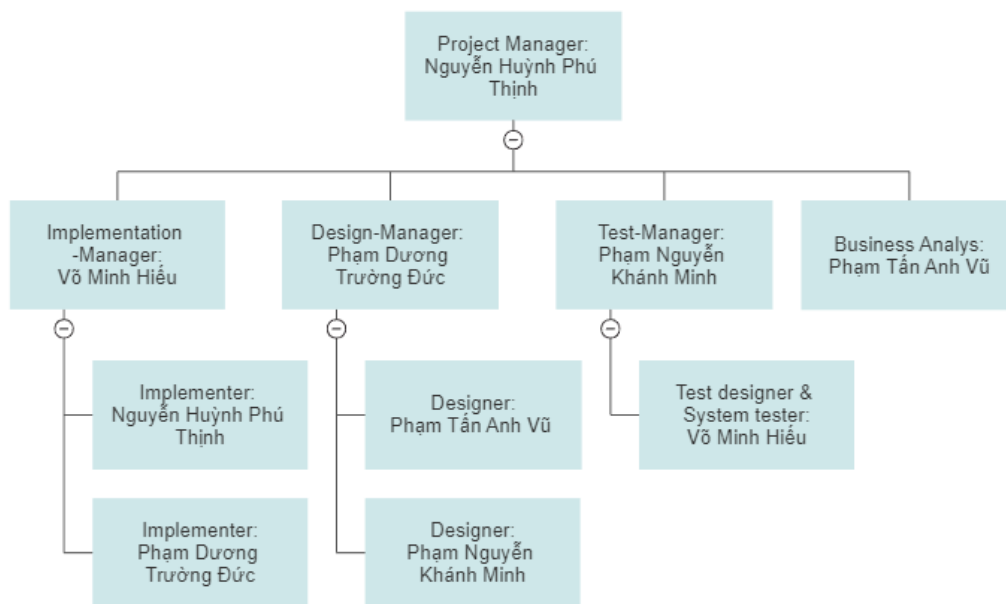 Project Manager:
Nguyễn Huỳnh Phú
Thịnh
Implementation
-Manager:
Võ Minh Hiếu
Design-Manager:
Phạm Dương
Trường Đức
Test-Manager:
Phạm Nguyễn
Khánh Minh
Business Analys:
Phạm Tấn Anh Vũ
Implementer:
Nguyễn Huỳnh Phú
Thịnh
Designer:
Phạm Tấn Anh Vũ
Test designer &
System tester:
Võ Minh Hiếu
Implementer:
Phạm Dương
Trường Đức
Designer:
Phạm Nguyễn
Khánh Minh